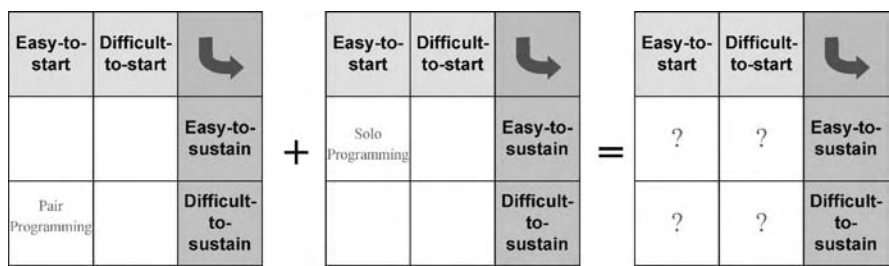 Easy-to-
start
Difficult-
to-start
Easy-to-
sustain
Pair
Programming
Difficult-
to-
sustain
+
Easy-to-
start
Difficult-
to-start
Solo
Programming
Easy-to-
sustain
Difficult-
to-
sustain
=
Easy-to-
start
Difficult-
to-start
?
?
Easy-to-
sustain
?
?
Difficult-
to-
sustain